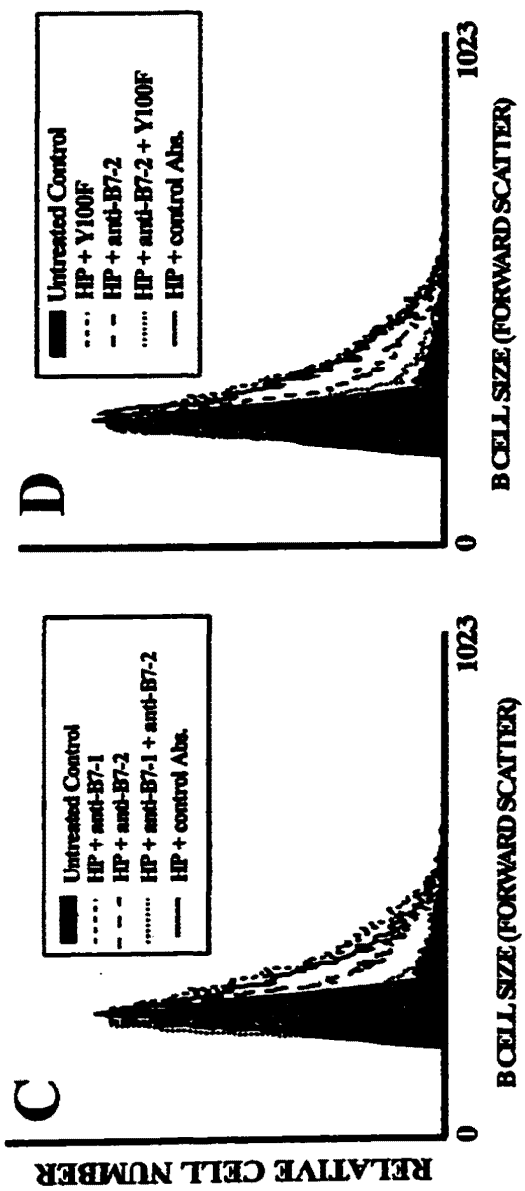 C
Untreated Control
HP + anti-B7-1
HP + anti-B7-2
HP + anti-B7-1 + anti-B7-2
HP + control Abs.
RELATIVE CELL NUMBER
0
1023
B CELL SIZE (FORWARD SCATTER)
D
Untreated Control
HP + Y100F
HP + anti-B7-2
HP + anti-B7-2 + Y100F
HP + control Abs.
0
1023
B CELL SIZE (FORWARD SCATTER)